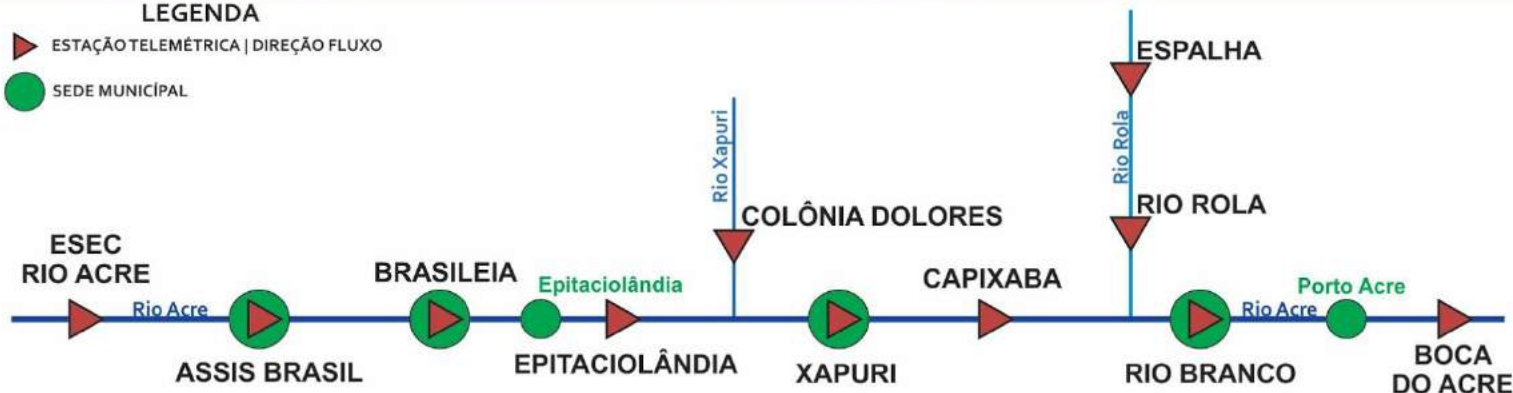 LEGENDA
ESTAÇÃO TELEMÉTRICA | DIREÇÃO FLUXO
SEDE MUNICÍPAL
ESPALHA
Rio Xapuri
Rio Rola
COLÔNIA DOLORES
RIO ROLA
ESEC
RIO ACRE
BRASILEIA
Epitaciolândia
CAPIXABA
Porto Acre
Rio Acre
Rio Acre
ASSIS BRASIL
EPITACIOLÂNDIA
XAPURI
RIO BRANCO
BOCA
DO ACRE